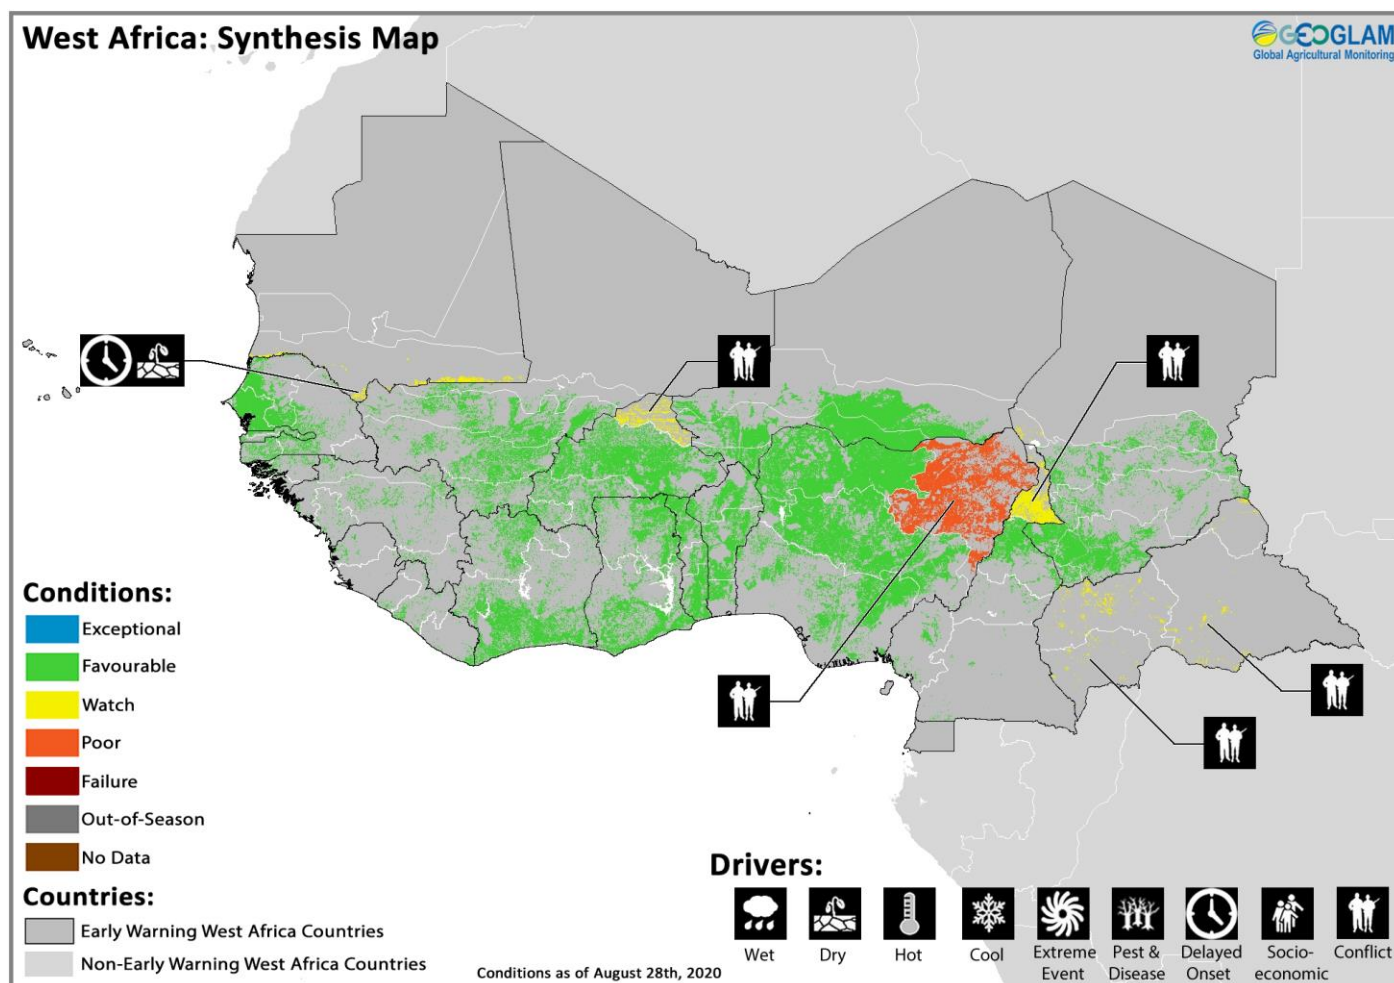 West Africa: Synthesis Map
GEOGLAM
Global Agricultural Monitoring
Conditions:
Exceptional
Favourable
Watch
Poor
Failure
Out-of-Season
No Data
Countries:
Early Warning West Africa Countries
Non-Early Warning West Africa Countries
Conditions as of August 28th, 2020
Drivers:
Wet
Dry
Hot
Cool
Extreme
Event
Pest &
Disease
Delayed
Onset
Socio-
economic
Conflict